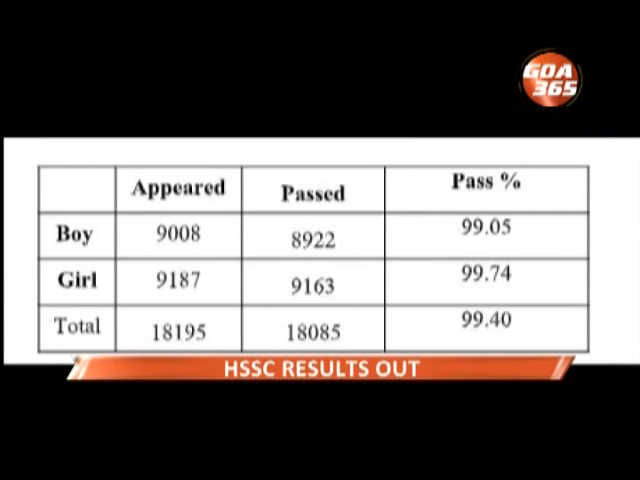 GOA
365
Appeared Passed Pass %
Boy 9008 8922 99.05
Girl 9187 9163 99.74
Total 18195 18085 99.40
HSSC RESULTS OUT